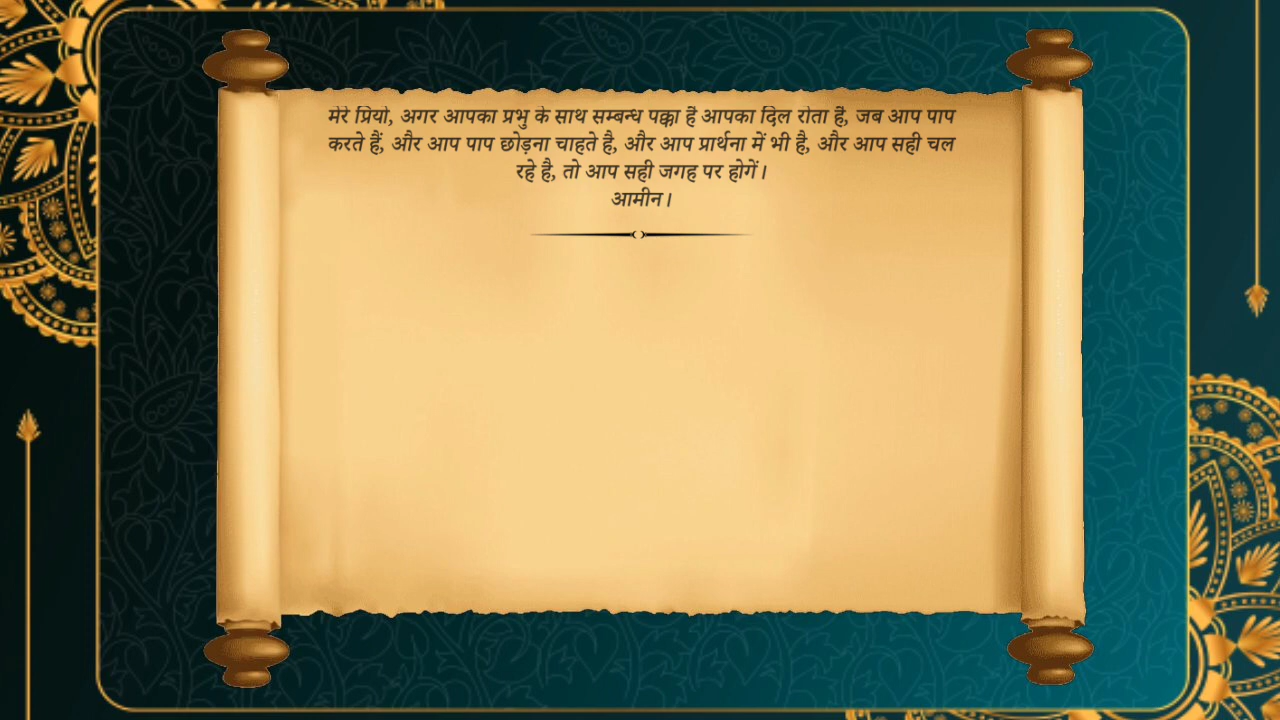 मेरे प्रियो, अगर आपका प्रभु के साथ सम्बन्ध पक्का है आपका दिल रोता है, जब आप पाप
करते हैं, और आप पाप छोड़ना चाहते है, और आप प्रार्थना में भी है, और आप सही चल
रहे है, तो आप सही जगह पर होगें।
आमीन।